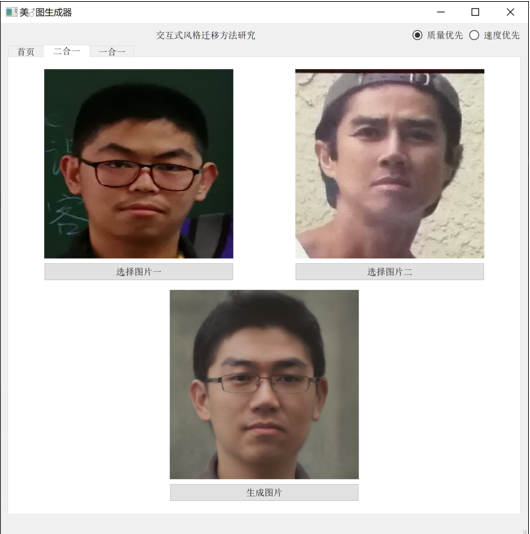 美♂图生成器
交互式风格迁移方法研究
质量优先 速度优先
首页 二合一 一合一
选择图片一 选择图片二
生成图片